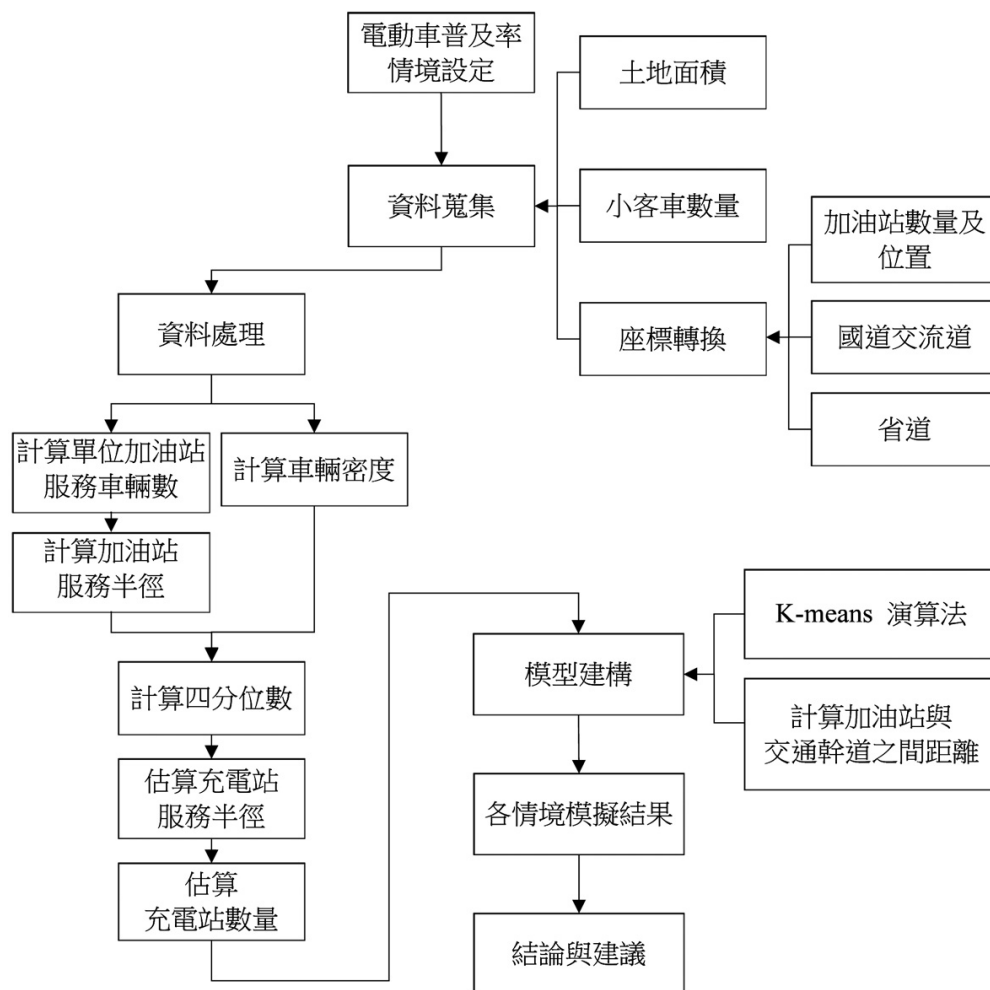 電動車普及率
情境設定
土地面積
資料蒐集
小客車數量
加油站數量及
位置
資料處理
座標轉換
國道交流道
省道
計算單位加油站
服務車輛數
計算車輛密度
計算加油站
服務半徑
計算四分位數
估算充電站
服務半徑
估算
充電站數量
模型建構
K-means 演算法
計算加油站與
交通幹道之間距離
各情境模擬結果
結論與建議